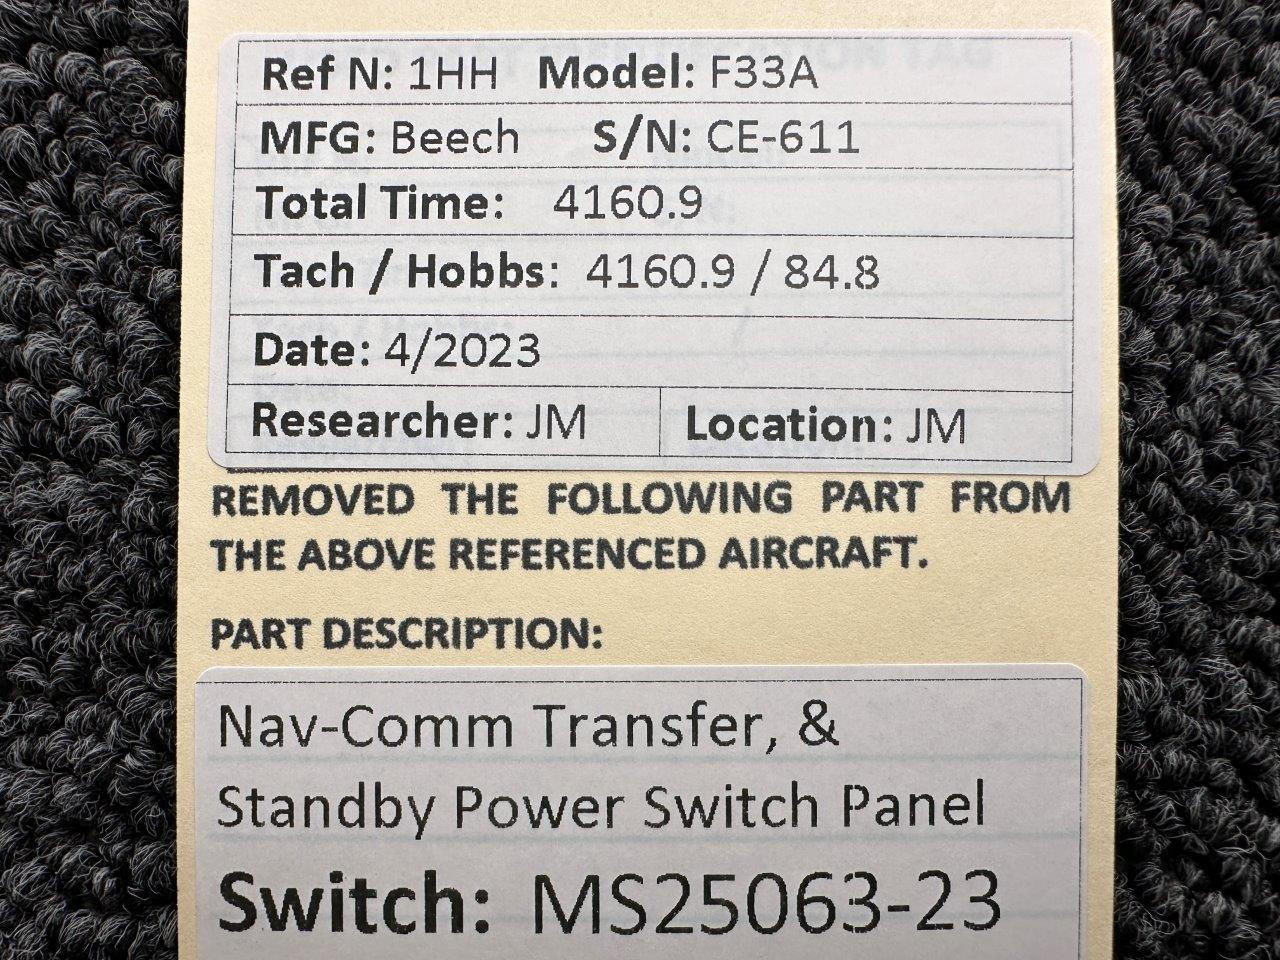 Ref N: 1HH Model: F33A
MFG: Beech S/N: CE-611
Total Time: 4160.9
Tach / Hobbs: 4160.9 / 84.8
Date: 4/2023
Researcher: JM Location: JM
REMOVED THE FOLLOWING PART FROM
THE ABOVE REFERENCED AIRCRAFT.
PART DESCRIPTION:
Nav-Comm Transfer, &
Standby Power Switch Panel
Switch: MS25063-23